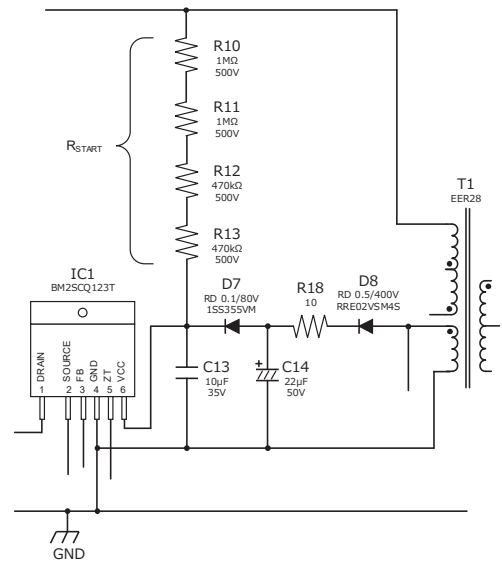 R10
1MΩ
500V
R11
1MΩ
500V
RSTART
R12
470kΩ
500V
R13
470kΩ
500V
T1
EER28
IC1
BM2SCQ123T
D7
RD 0.1/80V
1SS355VM
R18
10
D8
RD 0.5/400V
RRE02VSM4S
DRAIN
SOURCE
FB
GND
ZT
VCC
1 2 3 4 5 6
C13
10μF
35V
C14
22μF
50V
GND